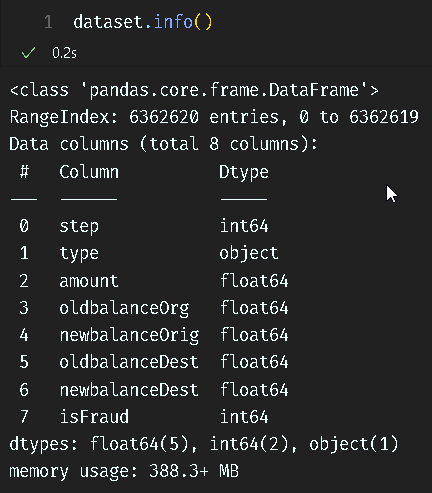 1 dataset.info()
✓ 0.2s
<class 'pandas.core.frame.DataFrame'>
RangeIndex: 6362620 entries, 0 to 6362619
Data columns (total 8 columns):
 #   Column          Dtype
---  ------          -----
 0   step            int64
 1   type            object
 2   amount          float64
 3   oldbalanceOrg   float64
 4   newbalanceOrig  float64
 5   oldbalanceDest  float64
 6   newbalanceDest  float64
 7   isFraud         int64
dtypes: float64(5), int64(2), object(1)
memory usage: 388.3+ MB